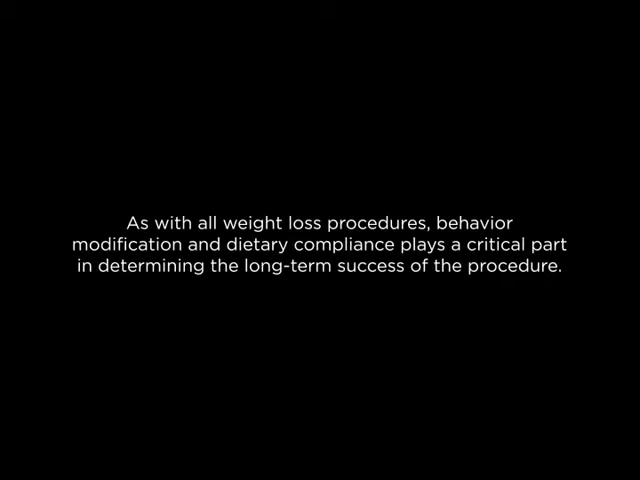 As with all weight loss procedures, behavior
modification and dietary compliance plays a critical part
in determining the long-term success of the procedure.